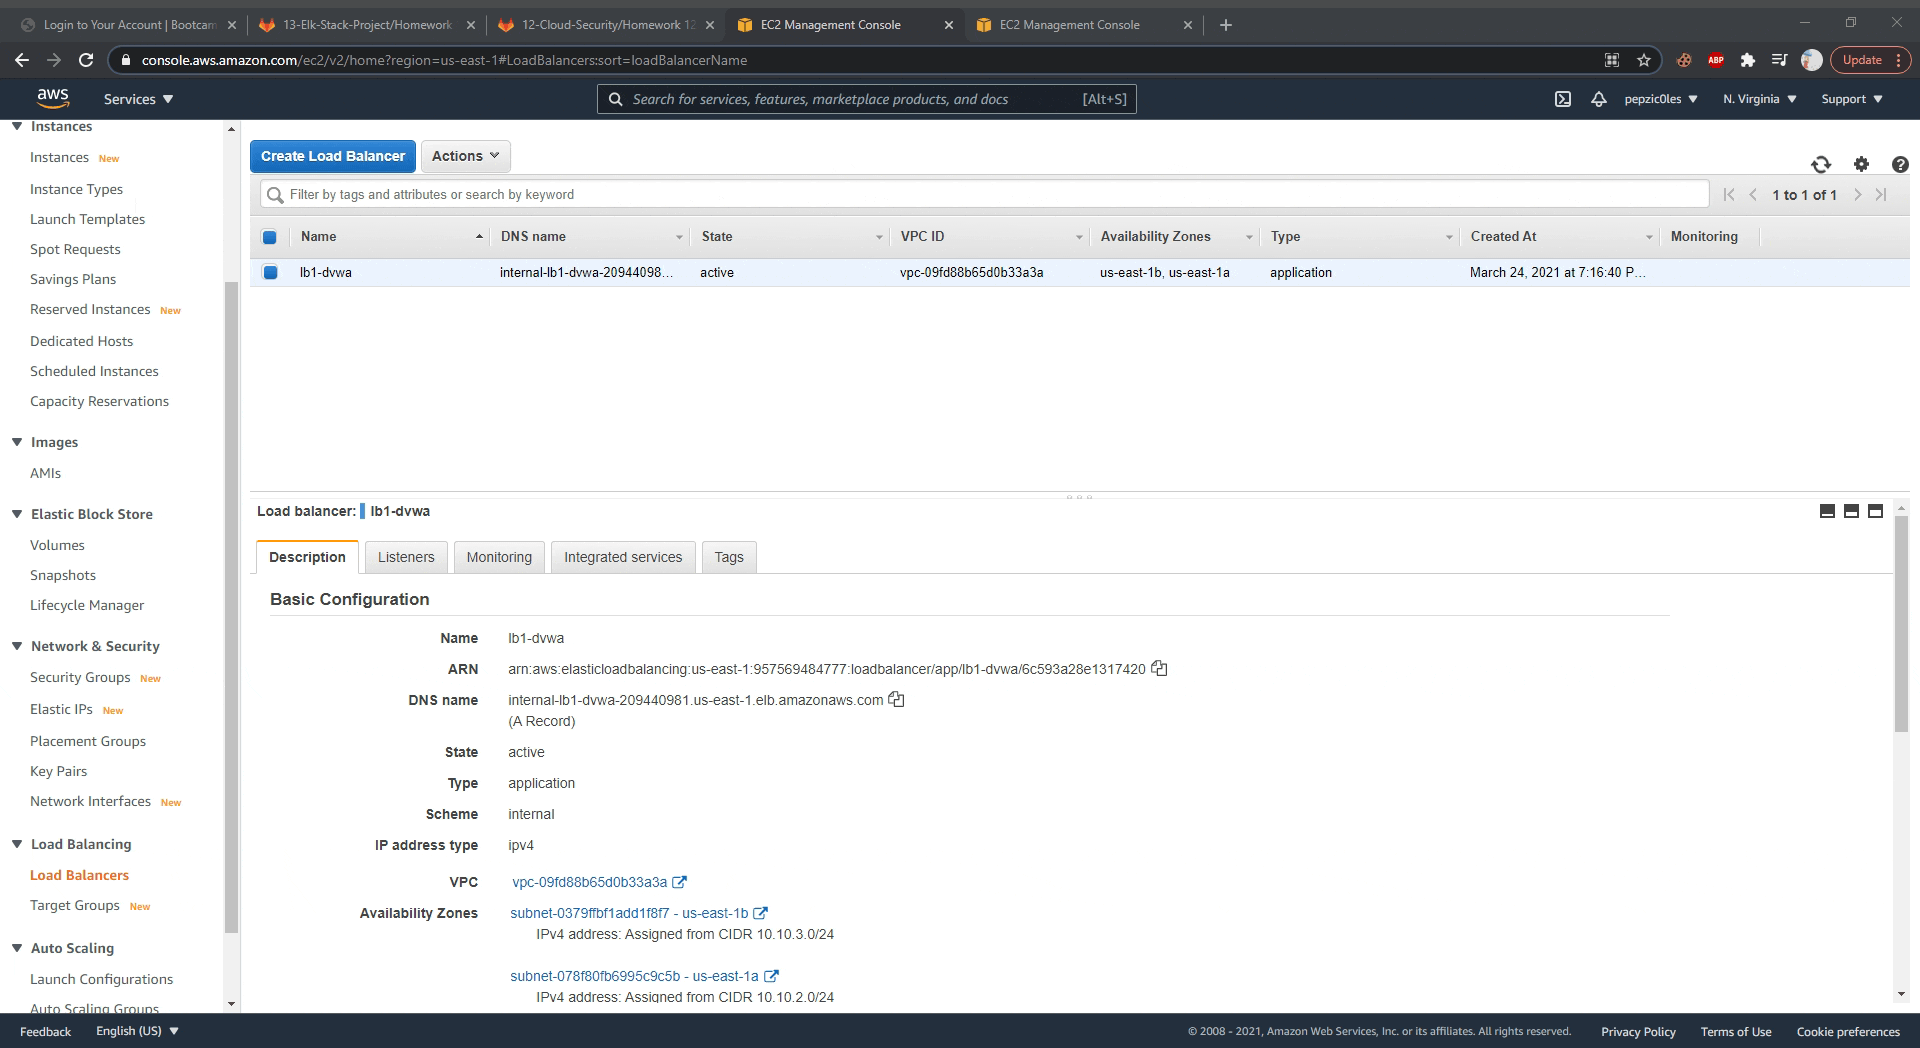 Login to Your Account | Bootcam
13-Elk-Stack-Project/Homework
12-Cloud-Security/Homework 12
EC2 Management Console
EC2 Management Console
console.aws.amazon.com/ec2/v2/home?region=us-east-1#LoadBalancers:sort=loadBalancerName
ABP
Update
aws
Services
Search for services, features, marketplace products, and docs [Alt+S]
pepzic0les
N. Virginia
Support
Instances
Instances New
Instance Types
Launch Templates
Spot Requests
Savings Plans
Reserved Instances New
Dedicated Hosts
Scheduled Instances
Capacity Reservations
Images
AMIs
Elastic Block Store
Volumes
Snapshots
Lifecycle Manager
Network & Security
Security Groups New
Elastic IPs New
Placement Groups
Key Pairs
Network Interfaces New
Load Balancing
Load Balancers
Target Groups New
Auto Scaling
Launch Configurations
Auto Scaling Groups
Create Load Balancer
Actions
Filter by tags and attributes or search by keyword
1 to 1 of 1
Name DNS name State VPC ID Availability Zones Type Created At Monitoring
lb1-dvwa internal-lb1-dvwa-20944098... active vpc-09fd88b65d0b33a3a us-east-1b, us-east-1a application March 24, 2021 at 7:16:40 P...
Load balancer: lb1-dvwa
Description Listeners Monitoring Integrated services Tags
Basic Configuration
Name lb1-dvwa
ARN arn:aws:elasticloadbalancing:us-east-1:957569484777:loadbalancer/app/lb1-dvwa/6c593a28e1317420
DNS name internal-lb1-dvwa-209440981.us-east-1.elb.amazonaws.com
(A Record)
State active
Type application
Scheme internal
IP address type ipv4
VPC vpc-09fd88b65d0b33a3a
Availability Zones subnet-0379ffbf1add1f8f7 - us-east-1b
IPv4 address: Assigned from CIDR 10.10.3.0/24
subnet-078f80fb6995c9c5b - us-east-1a
IPv4 address: Assigned from CIDR 10.10.2.0/24
Feedback
English (US)
© 2008 - 2021, Amazon Web Services, Inc. or its affiliates. All rights reserved.
Privacy Policy
Terms of Use
Cookie preferences